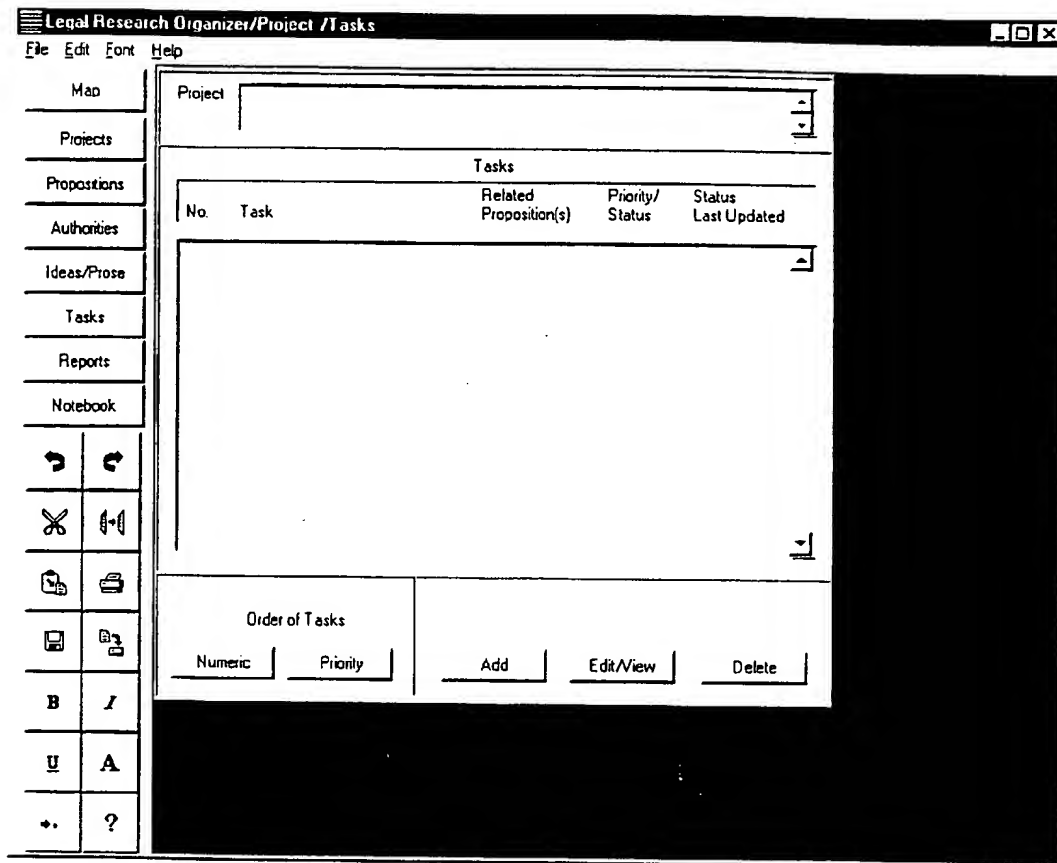 Legal Research Organizer/Project /Tasks
File Edit Font Help
Map
Projects
Propositions
Authorities
Ideas/Prose
Tasks
Reports
Notebook
B I
U A
?
Project
Tasks
No. Task Related Proposition(s) Priority/ Status Status Last Updated
Order of Tasks
Numeric Priority Add Edit/View Delete